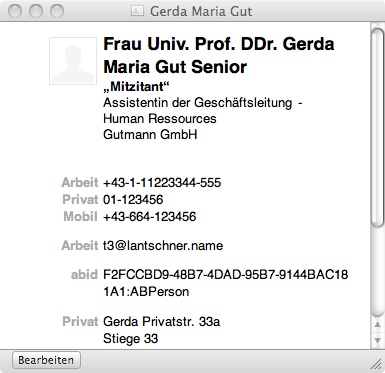 Gerda Maria Gut
Frau Univ. Prof. DDr. Gerda
Maria Gut Senior
„Mitzitant“
Assistentin der Geschäftsleitung -
Human Ressources
Gutmann GmbH
Arbeit +43-1-11223344-555
Privat 01-123456
Mobil +43-664-123456
Arbeit t3@lantschner.name
abid F2FCCBD9-48B7-4DAD-95B7-9144BAC18
1A1:ABPerson
Privat Gerda Privatstr. 33a
Stiege 33
Bearbeiten